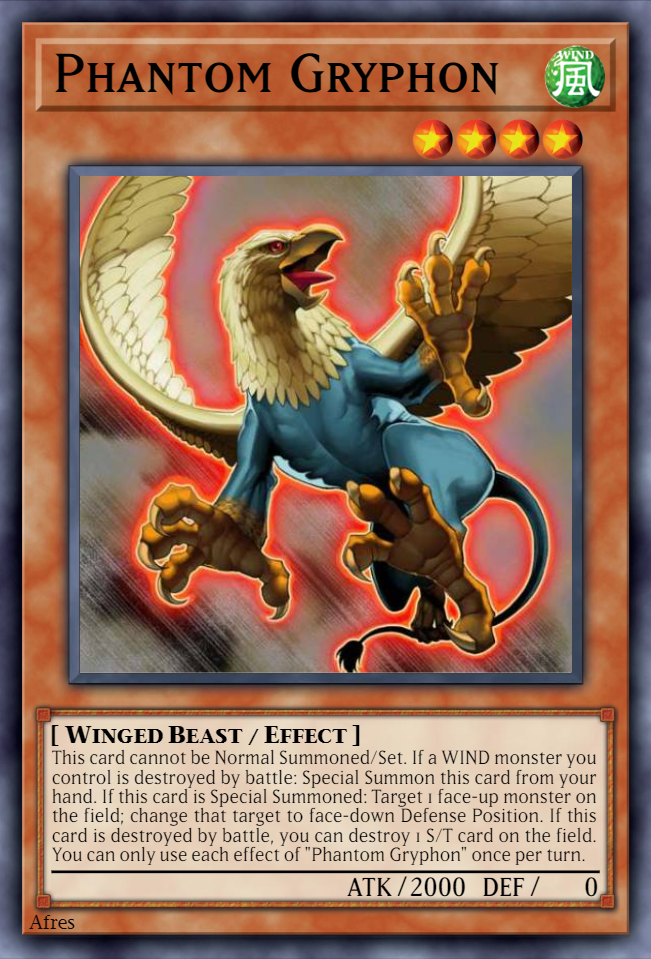 Phantom Gryphon
WIND
風
[ Winged Beast / Effect ]
This card cannot be Normal Summoned/Set. If a WIND monster you
control is destroyed by battle: Special Summon this card from your
hand. If this card is Special Summoned: Target 1 face-up monster on
the field; change that target to face-down Defense Position. If this
card is destroyed by battle, you can destroy 1 S/T card on the field.
You can only use each effect of "Phantom Gryphon" once per turn.
ATK / 2000 DEF / 0
Afres